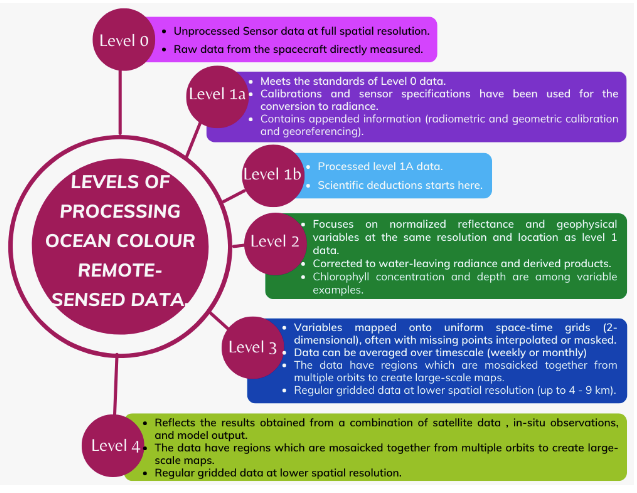 Level 0
Unprocessed Sensor data at full spatial resolution.
Raw data from the spacecraft directly measured.
Level 1a
Meets the standards of Level 0 data.
Calibrations and sensor specifications have been used for the
conversion to radiance.
Contains appended information (radiometric and geometric calibration
and georeferencing).
Level 1b
Processed level 1A data.
Scientific deductions starts here.
LEVELS OF
PROCESSING
OCEAN COLOUR
REMOTE-
SENSED DATA.
Level 2
Focuses on normalized reflectance and geophysical
variables at the same resolution and location as level 1
data.
Corrected to water-leaving radiance and derived products.
Chlorophyll concentration and depth are among variable
examples.
Level 3
Variables mapped onto uniform space-time grids (2-
dimensional), often with missing points interpolated or masked.
Data can be averaged over timescale (weekly or monthly)
The data have regions which are mosaicked together from
multiple orbits to create large-scale maps.
Regular gridded data at lower spatial resolution (up to 4 - 9 km).
Level 4
Reflects the results obtained from a combination of satellite data , in-situ observations,
and model output.
The data have regions which are mosaicked together from multiple orbits to create large-
scale maps.
Regular gridded data at lower spatial resolution.